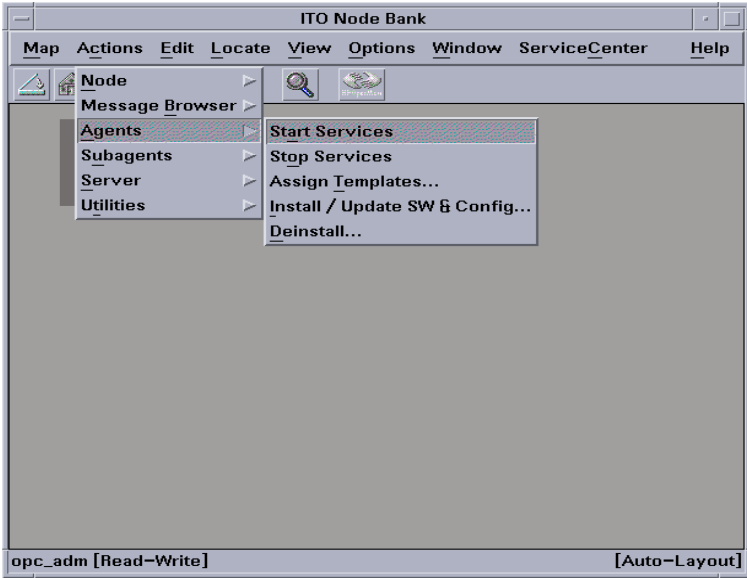 ITO Node Bank
Map Actions Edit Locate View Options Window ServiceCenter Help
Node
Message Browser
Agents
Subagents
Server
Utilities
Start Services
Stop Services
Assign Templates...
Install / Update SW & Config...
Deinstall...
opc_adm [Read-Write] [Auto-Layout]